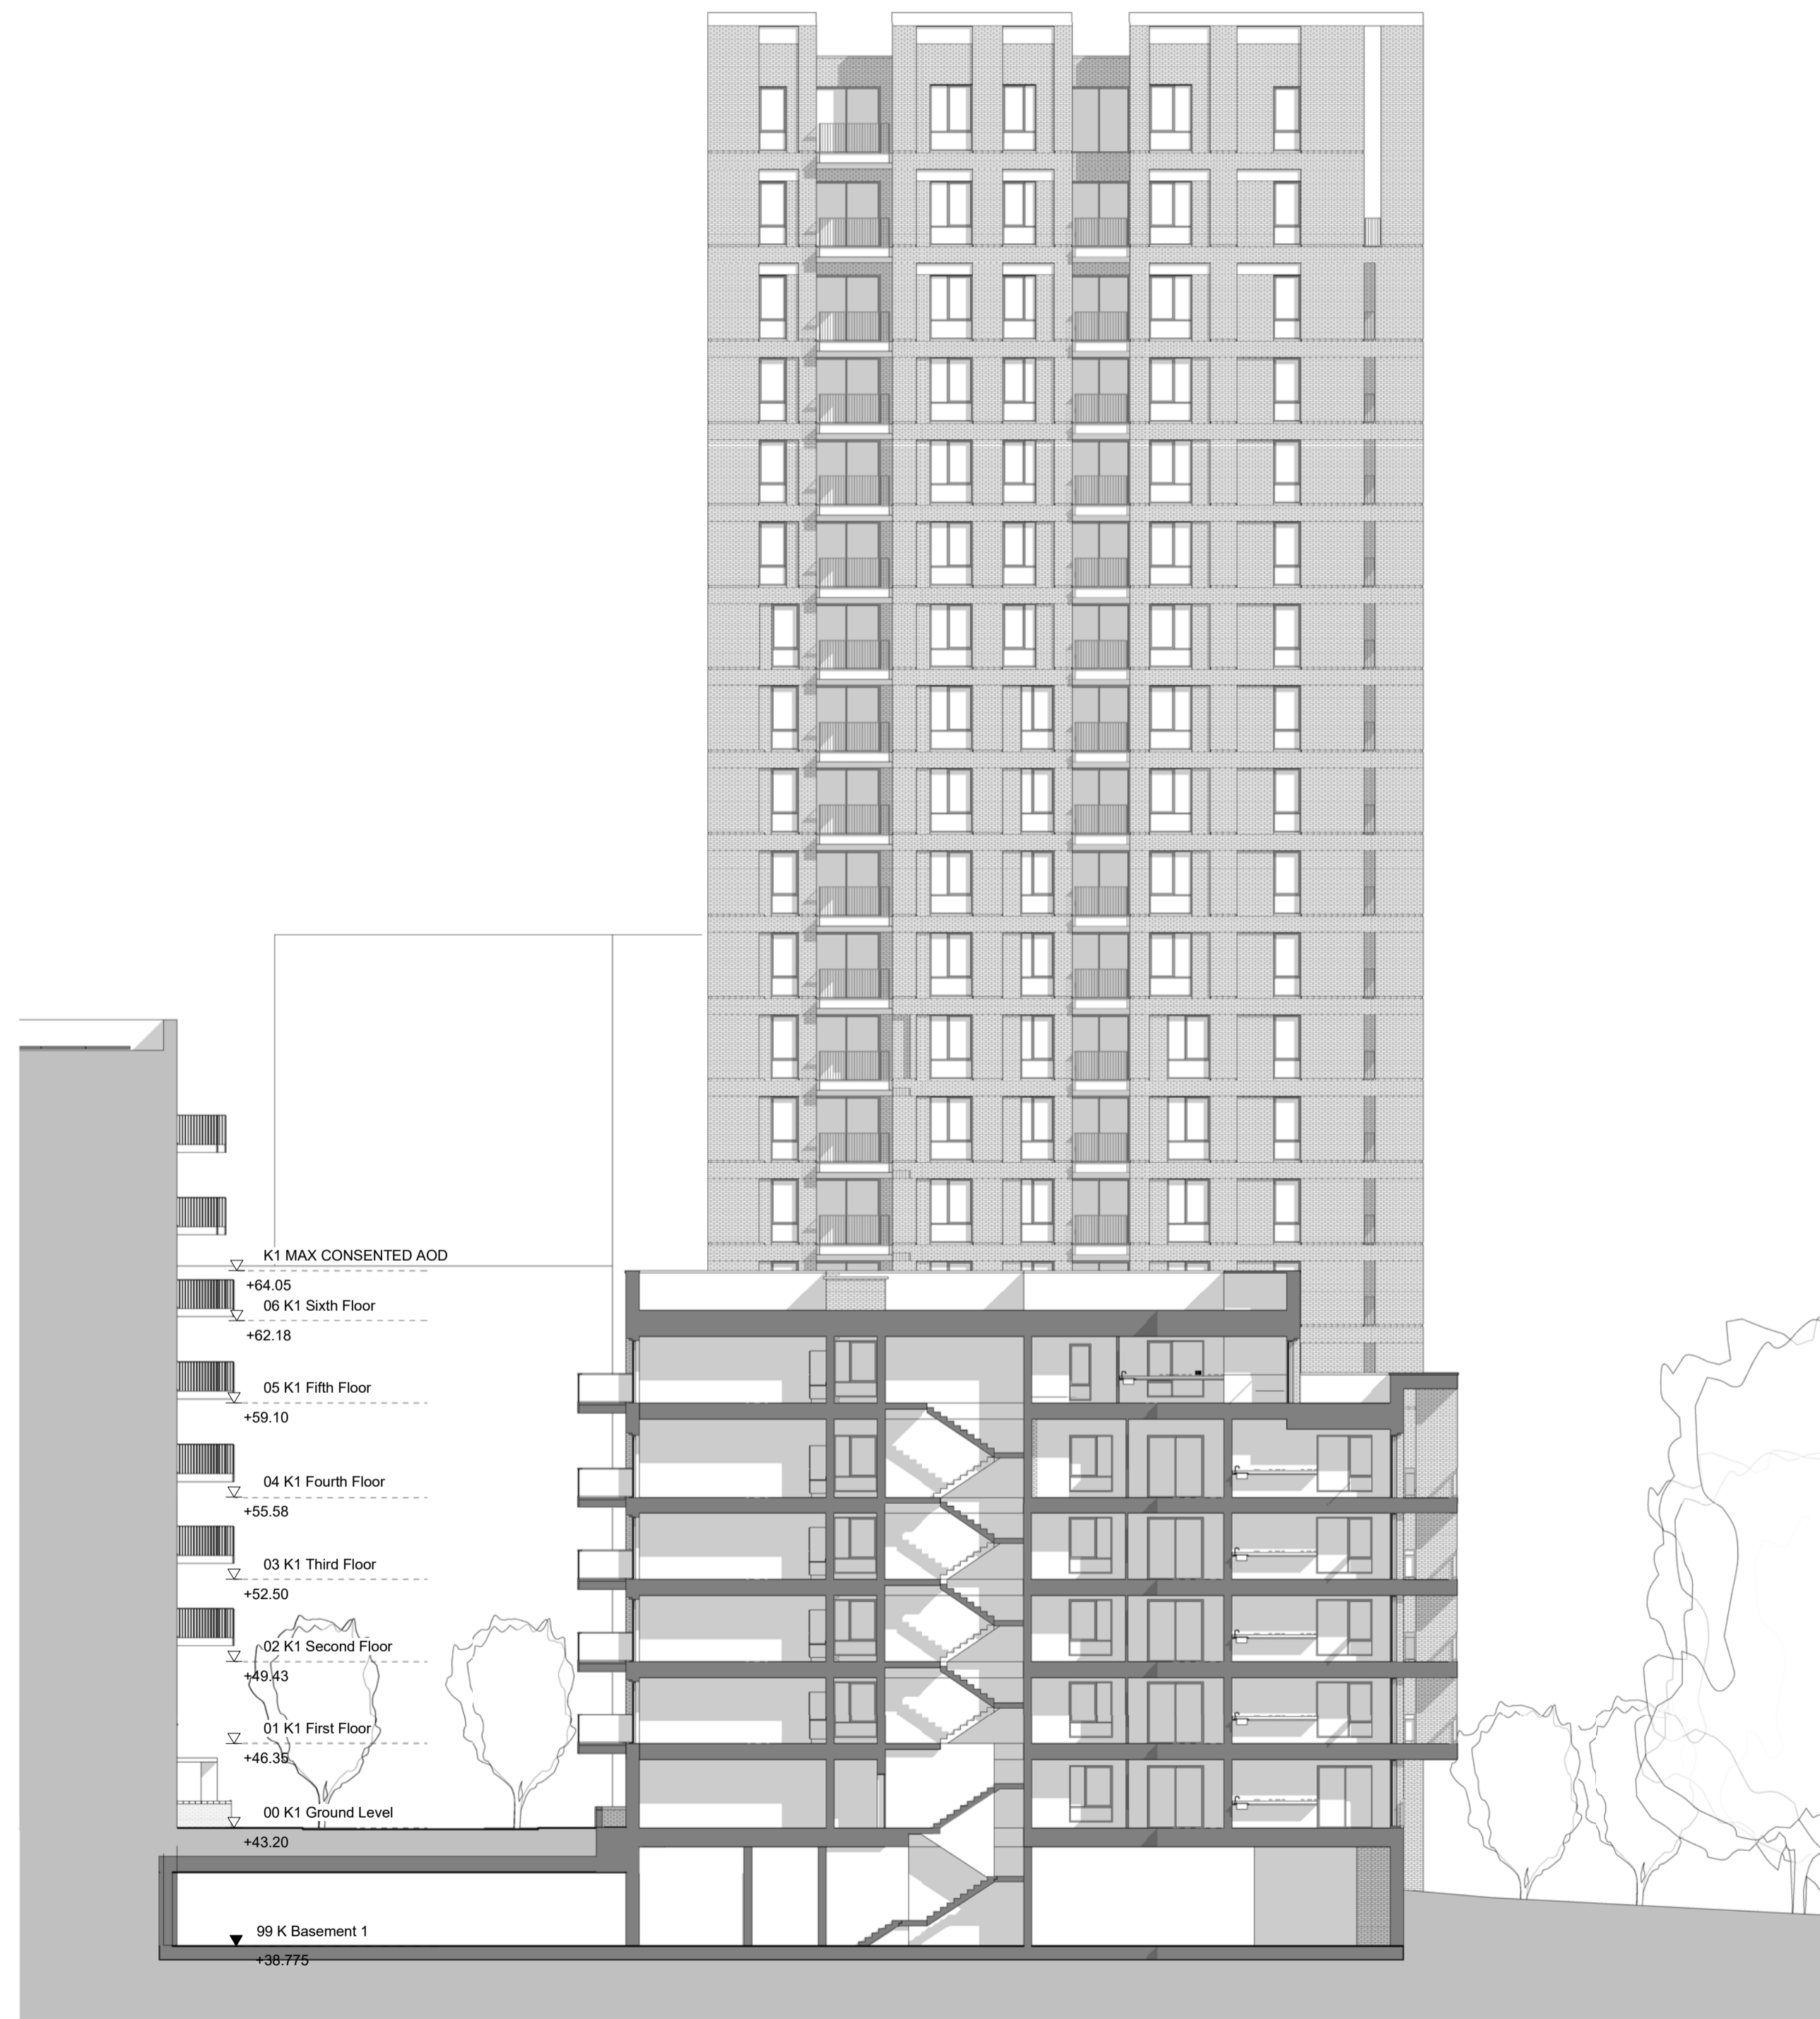 K1 MAX CONSENTED AOD
+64.05
06 K1 Sixth Floor
+62.18
05 K1 Fifth Floor
+59.10
04 K1 Fourth Floor
+55.58
03 K1 Third Floor
+52.50
02 K1 Second Floor
+49.43
01 K1 First Floor
+46.35
00 K1 Ground Level
+43.20
99 K Basement 1
+38.775